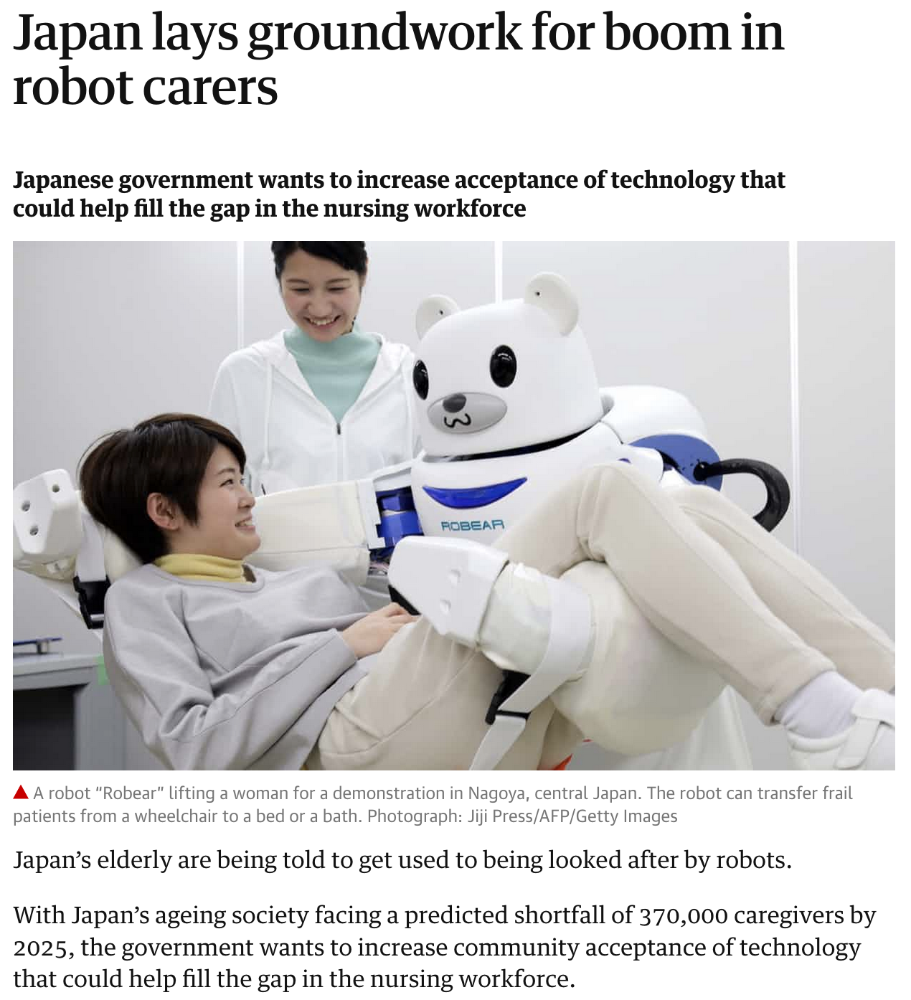 Japan lays groundwork for boom in
robot carers
Japanese government wants to increase acceptance of technology that
could help fill the gap in the nursing workforce
ROBEAR
A robot “Robear” lifting a woman for a demonstration in Nagoya, central Japan. The robot can transfer frail
patients from a wheelchair to a bed or a bath. Photograph: Jiji Press/AFP/Getty Images
Japan’s elderly are being told to get used to being looked after by robots.
With Japan’s ageing society facing a predicted shortfall of 370,000 caregivers by
2025, the government wants to increase community acceptance of technology
that could help fill the gap in the nursing workforce.